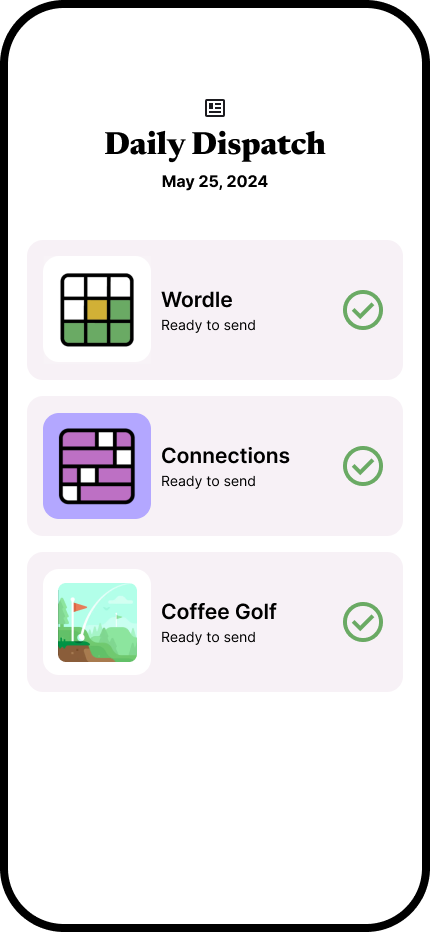 Daily Dispatch
May 25, 2024
Wordle
Ready to send
Connections
Ready to send
Coffee Golf
Ready to send